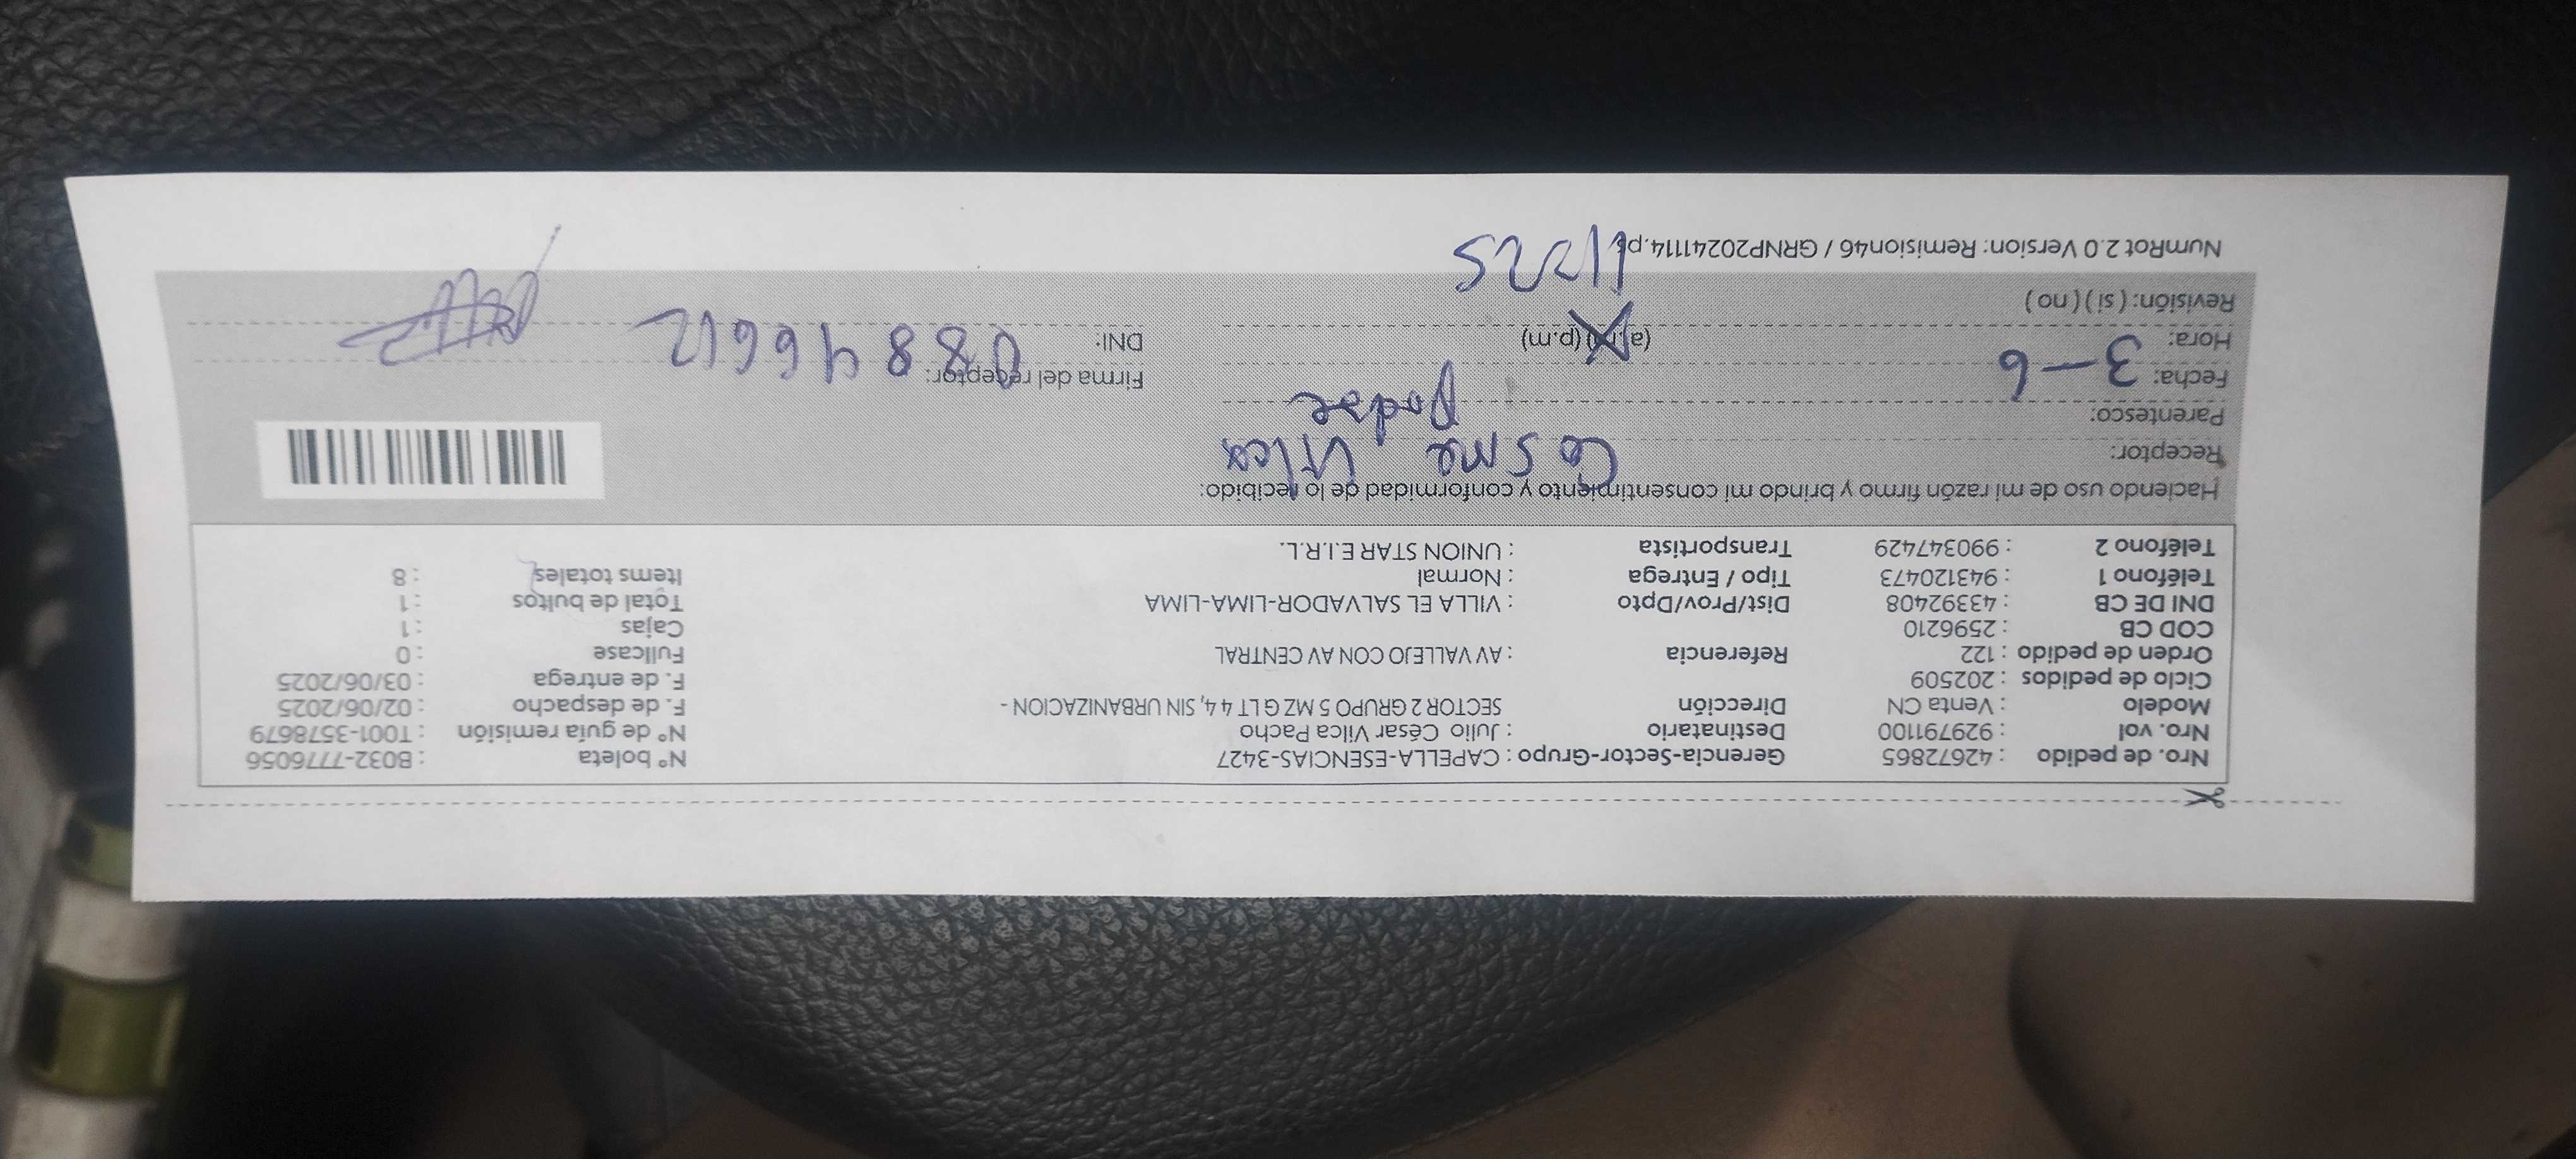 Nro. de pedido : 42672865 Gerencia-Sector-Grupo : CAPELLA-ESENCIAS-3427 N° boleta : B032-7776056
Nro. vol : 929791100 Destinatario : Julio César Vilca Pacho N° de guía remisión : T001-3578679
Modelo : Venta CN Dirección SECTOR 2 GRUPO 5 MZ G LT 4 4, SIN URBANIZACION - F. de despacho : 02/06/2025
Ciclo de pedidos : 202509 F. de entrega : 03/06/2025
Orden de pedido : 122 Referencia : AV VALLEJO CON AV CENTRAL Fullcase : 0
COD CB : 2596210 Cajas : 1
DNI DE CB : 43392408 Dist/Prov/Dpto : VILLA EL SALVADOR-LIMA-LIMA Total de bultos : 1
Teléfono 1 : 943120473 Tipo / Entrega : Normal Items totales : 8
Teléfono 2 : 990347429 Transportista : UNION STAR E.I.R.L.
Haciendo uso de mi razón firmo y brindo mi consentimiento y conformidad de lo recibido:
Receptor: Cosme Vilca
Parentesco: Padre
Fecha: 3-6 Firma del receptor:
Hora: (a.m) (p.m) DNI: 08846612
Revisión: ( si ) ( no ) 11:25
NumRot 2.0 Version: Remision46 / GRNP20241114.ps